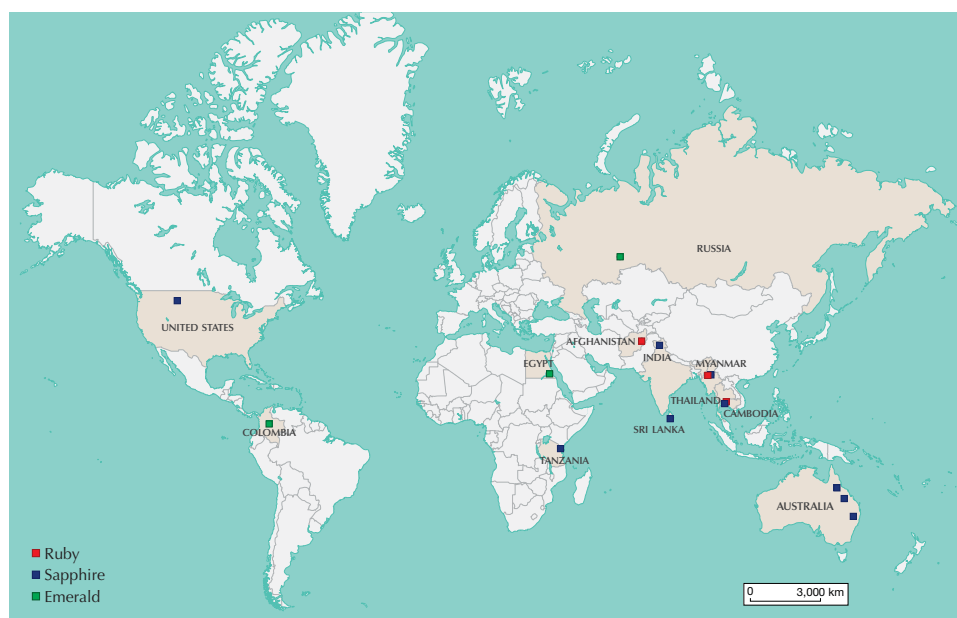 RUSSIA
UNITED STATES
AFGHANISTAN
INDIA
EGYPT
MYANMAR
THAILAND
CAMBODIA
SRI LANKA
COLOMBIA
TANZANIA
AUSTRALIA
Ruby
Sapphire
Emerald
0 3,000 km